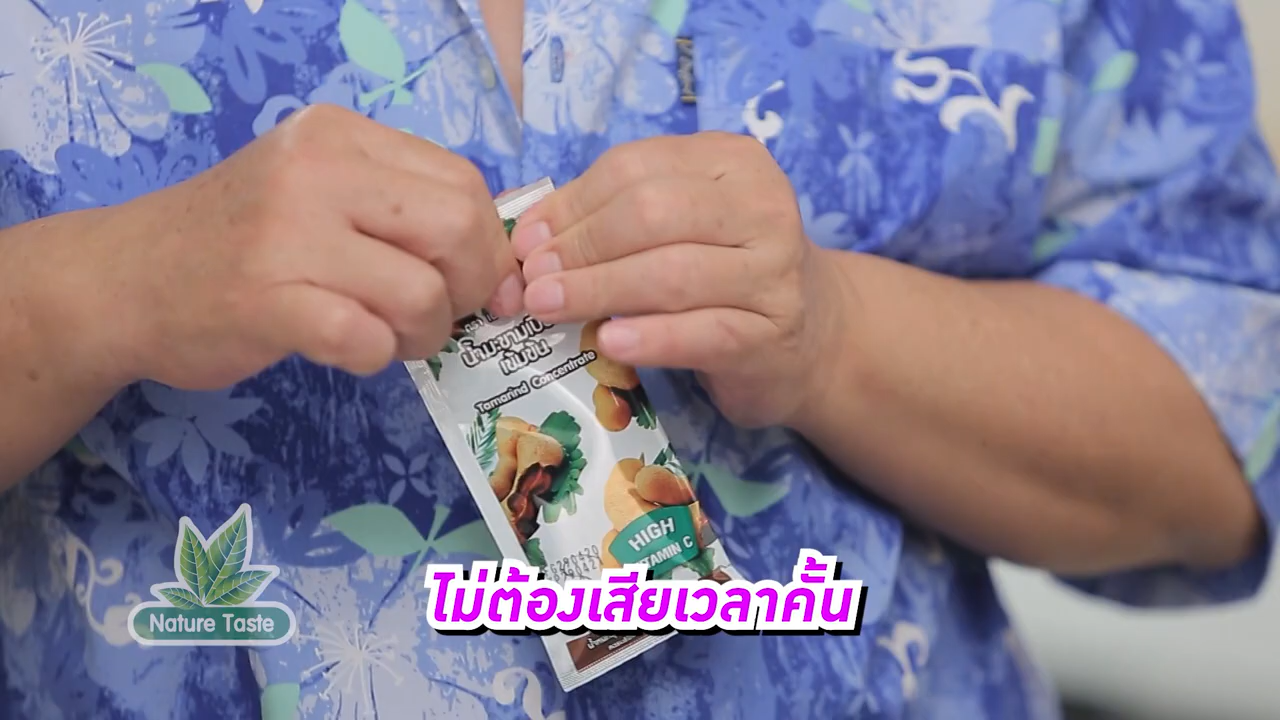 น้ำมะขามเปียก
เข้มข้น
Tamarind Concentrate
HIGH
VITAMIN C
Nature Taste
ไม่ต้องเสียเวลาคั้น